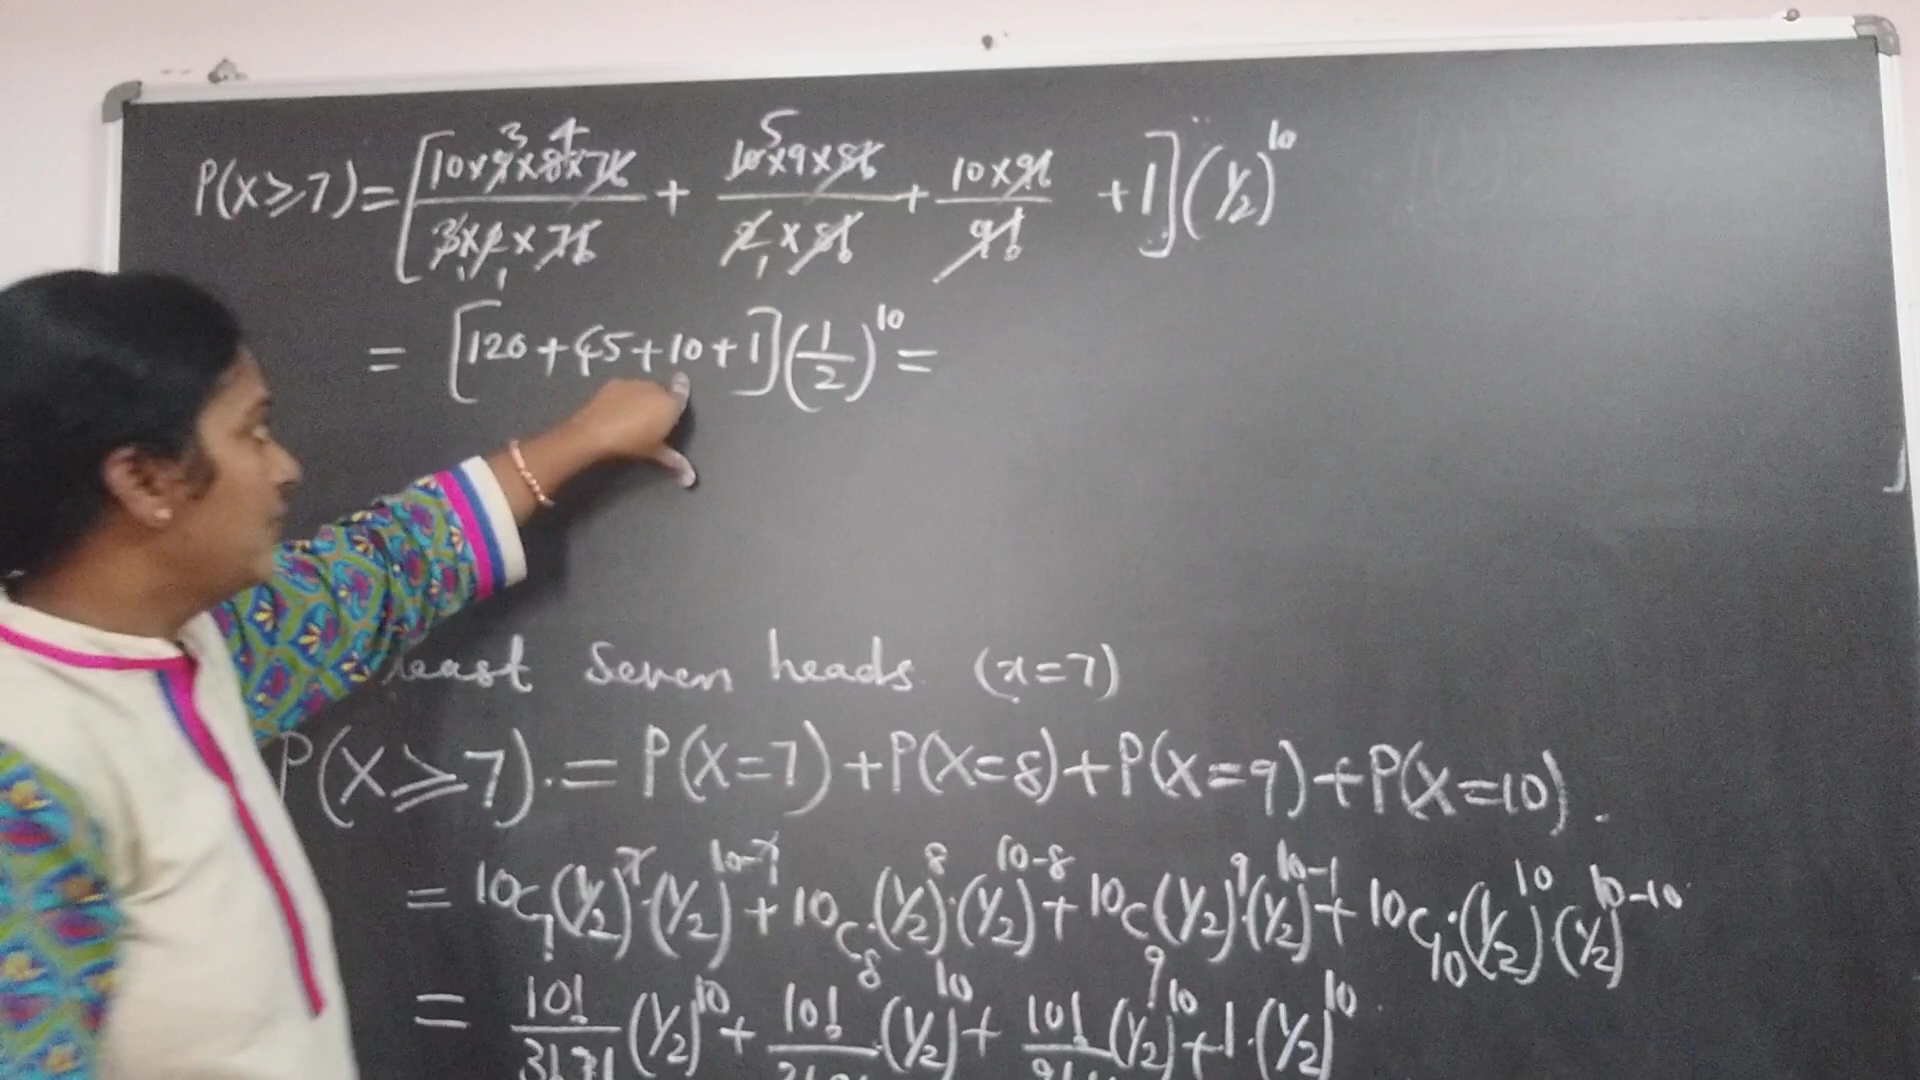 P(X≥7) = [10×9×8×7!/3×2×7! + 10×9×8!/2×8! + 10×9!/9! + 1] (1/2)^10
= [120 + 45 + 10 + 1] (1/2)^10 =
least Seven heads. (x=7)
P(X≥7). = P(X=7) + P(X=8) + P(X=9) + P(X=10).
= 10C7 (1/2)^7 · (1/2)^10-7 + 10C8 · (1/2)^8 · (1/2)^10-8 + 10C9 (1/2)^9 · (1/2)^10-1 + 10C10 · (1/2)^10 (1/2)^10-10
= 10!/3!7! (1/2)^10 + 10! (1/2)^10 + 10! (1/2)^10 + 1 · (1/2)^10